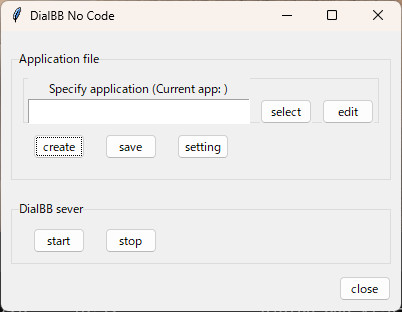 DialBB No Code
Application file
Specify application (Current app: )
select
edit
create
save
setting
DialBB sever
start
stop
close